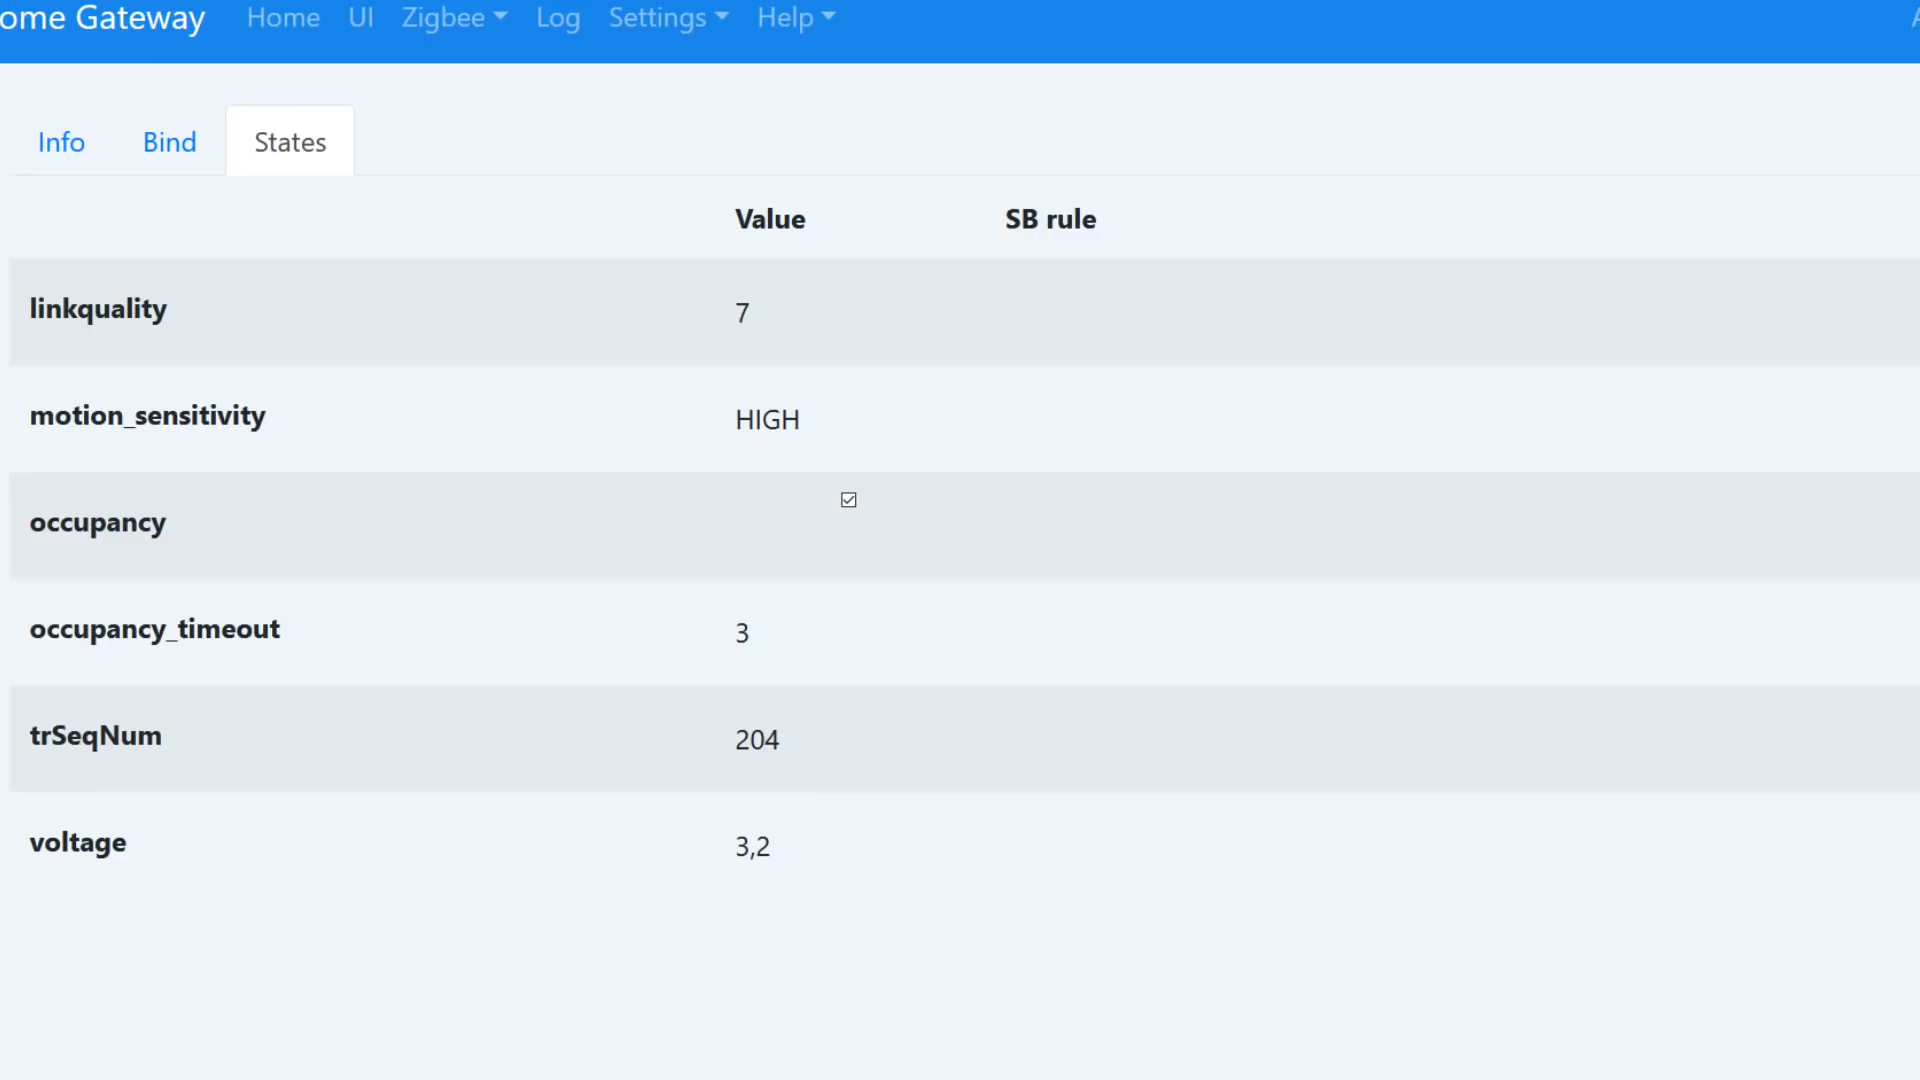 ome Gateway Home UI Zigbee Log Settings Help
Info Bind States
Value SB rule
linkquality 7
motion_sensitivity HIGH
occupancy
occupancy_timeout 3
trSeqNum 204
voltage 3,2